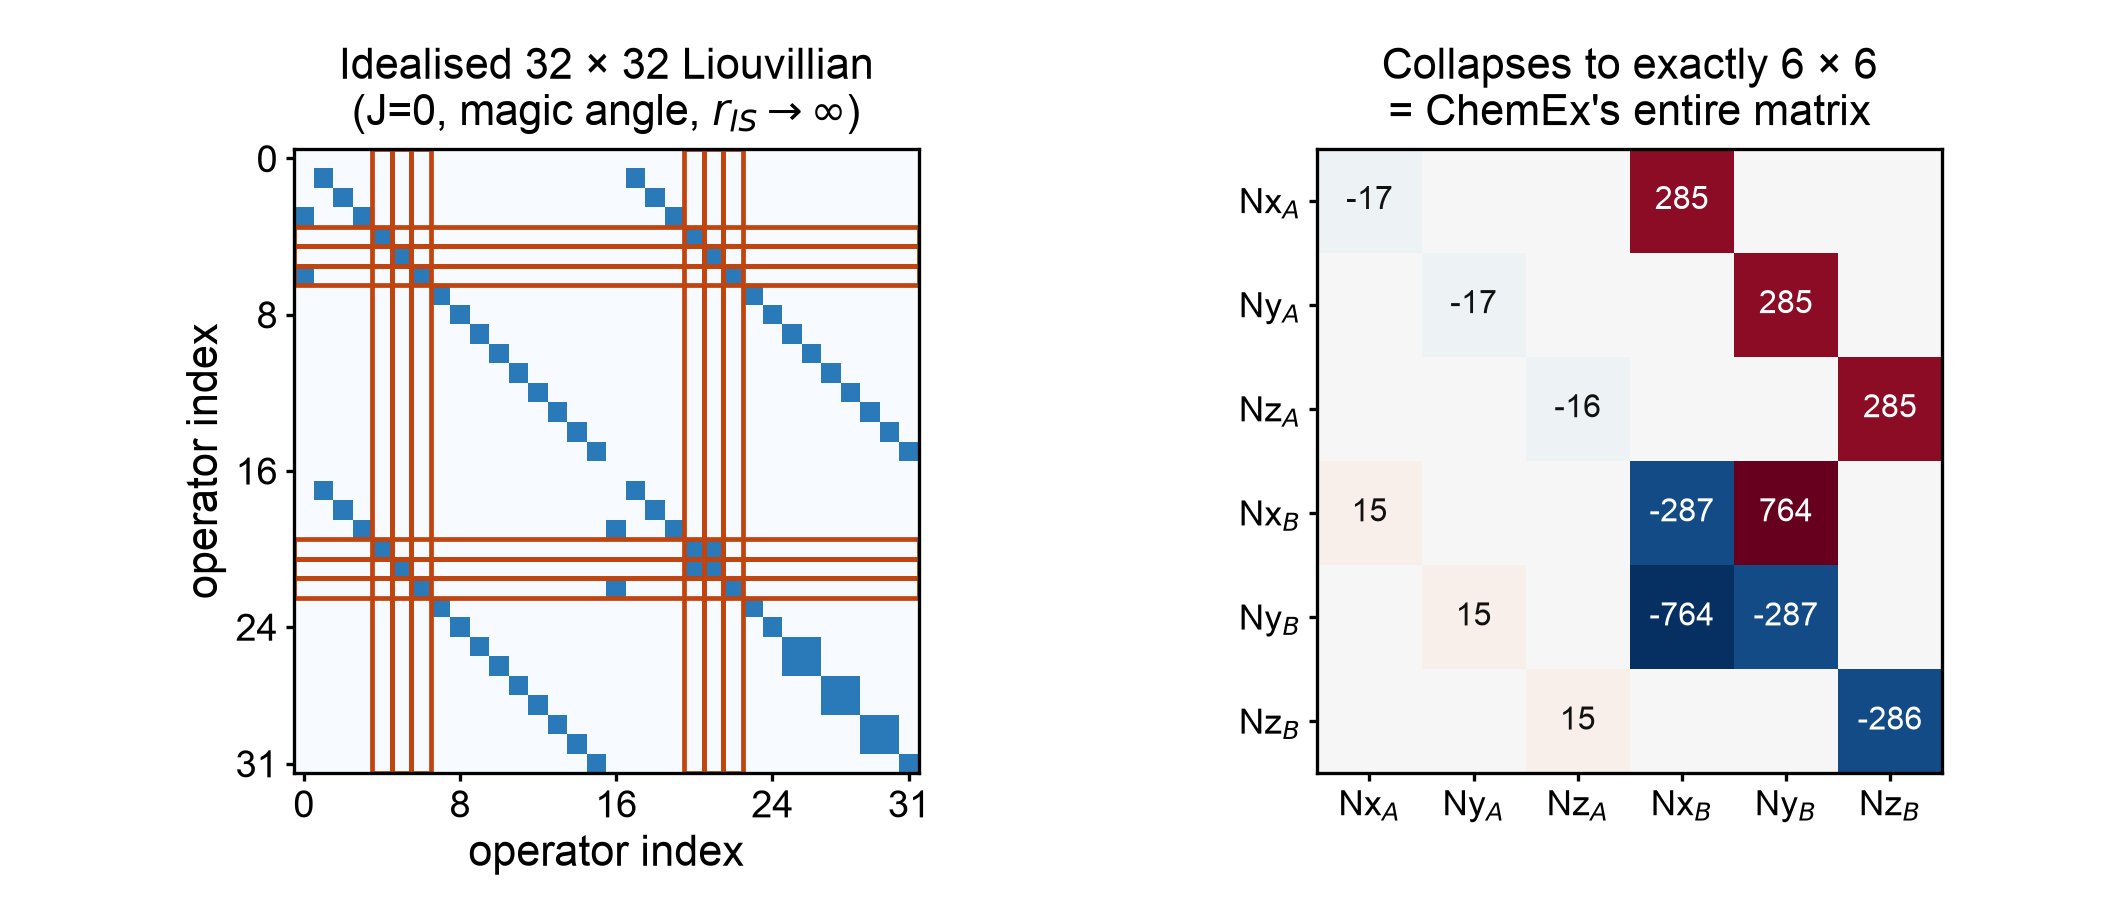 Idealised 32 × 32 Liouvillian
(J=0, magic angle, r_IS → ∞)
0
8
16
24
31
operator index
0 8 16 24 31
operator index
Collapses to exactly 6 × 6
= ChemEx's entire matrix
Nx_A -17 285
Ny_A -17 285
Nz_A -16 285
Nx_B 15 -287 764
Ny_B 15 -764 -287
Nz_B 15 -286
Nx_A Ny_A Nz_A Nx_B Ny_B Nz_B